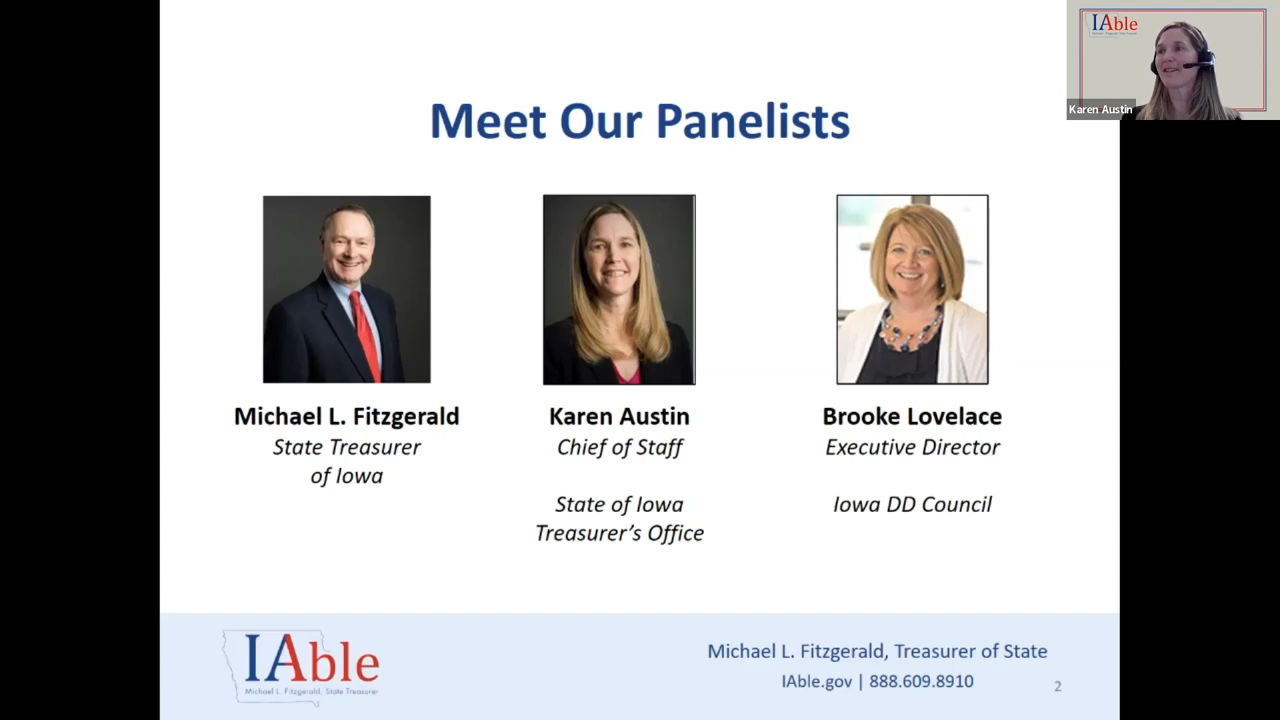 IAble
Karen Austin
Meet Our Panelists
Michael L. Fitzgerald
State Treasurer
of Iowa
Karen Austin
Chief of Staff
State of Iowa
Treasurer's Office
Brooke Lovelace
Executive Director
Iowa DD Council
IAble
Michael L. Fitzgerald, State Treasurer
Michael L. Fitzgerald, Treasurer of State
IAble.gov | 888.609.8910
2